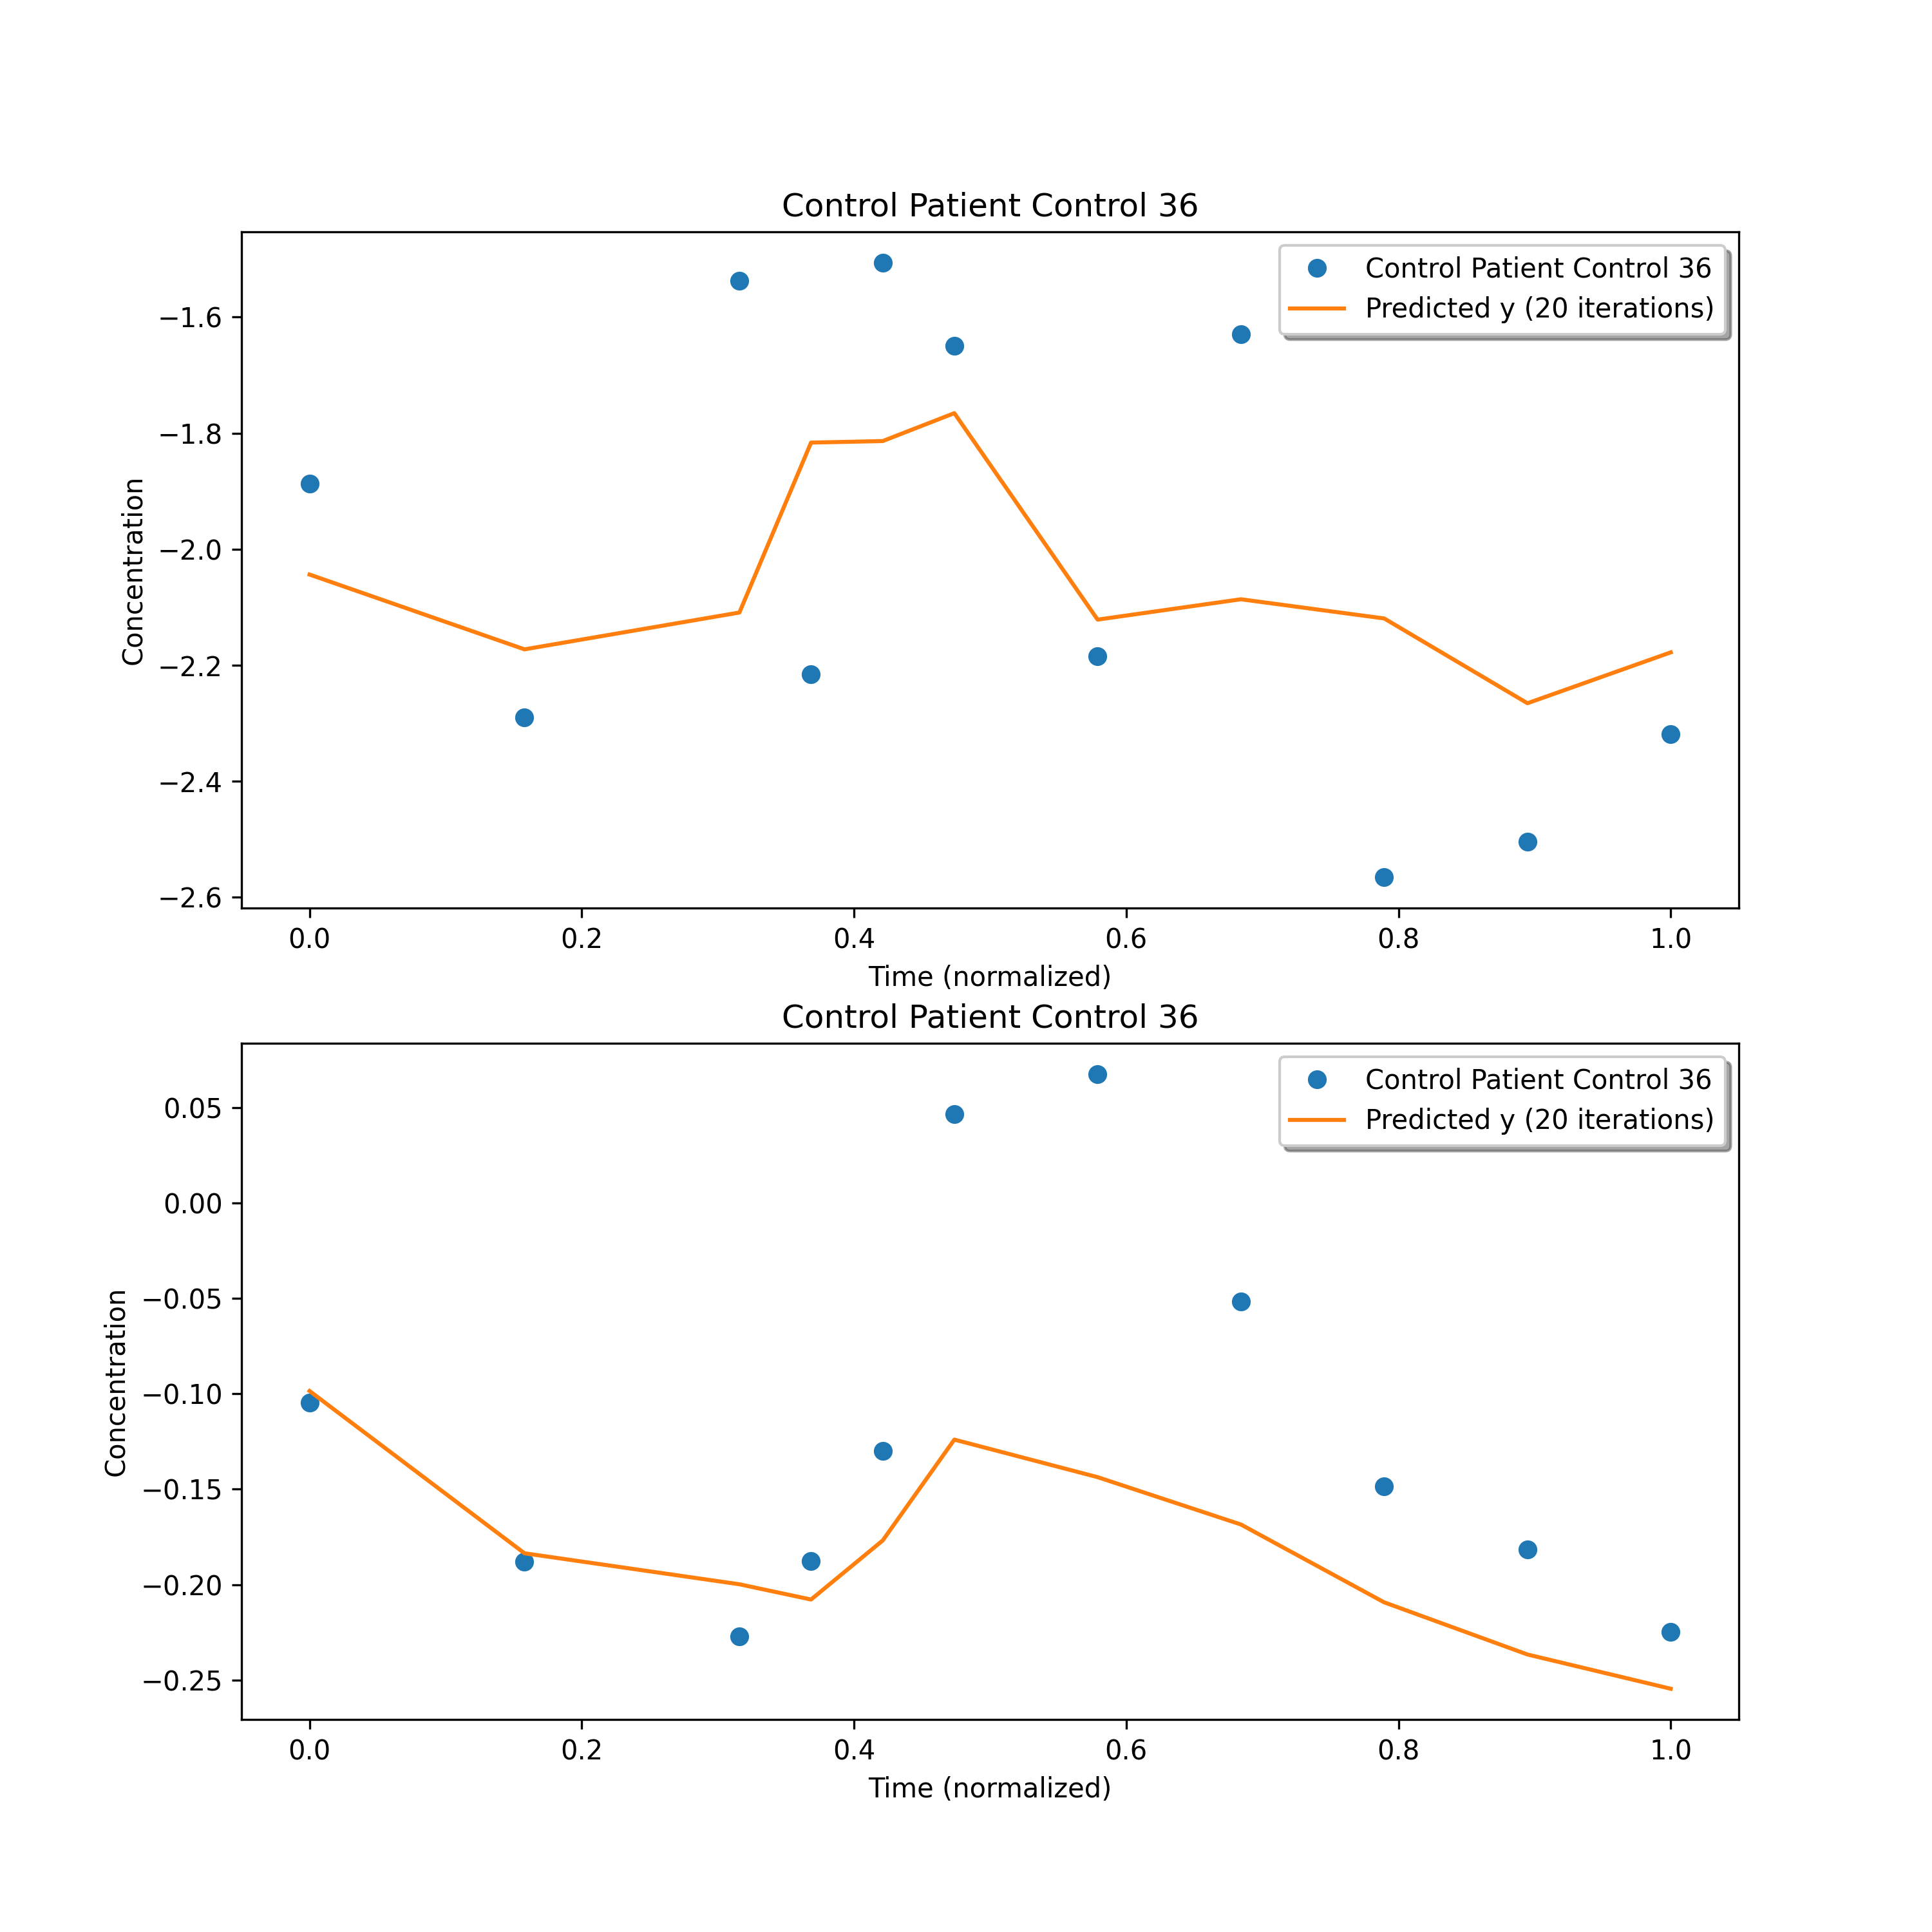 Control Patient Control 36
Control Patient Control 36
Predicted y (20 iterations)
−1.6
−1.8
−2.0
−2.2
−2.4
−2.6
Concentration
0.0 0.2 0.4 0.6 0.8 1.0
Time (normalized)
Control Patient Control 36
Control Patient Control 36
Predicted y (20 iterations)
0.05
0.00
−0.05
−0.10
−0.15
−0.20
−0.25
Concentration
0.0 0.2 0.4 0.6 0.8 1.0
Time (normalized)